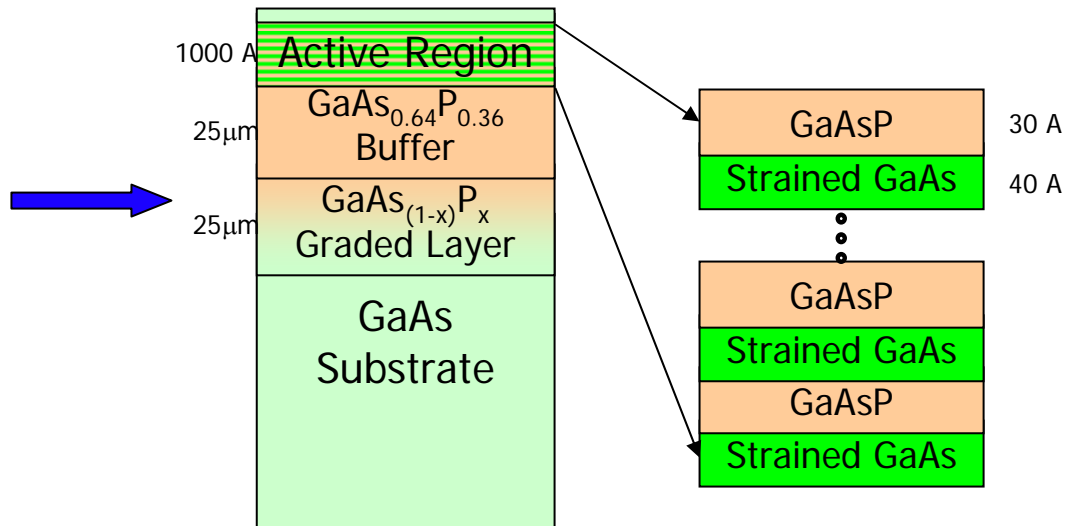 1000 A
Active Region
25μm
GaAs0.64P0.36
Buffer
25μm
GaAs(1-x)Px
Graded Layer
GaAs
Substrate
GaAsP
30 A
Strained GaAs
40 A
GaAsP
Strained GaAs
GaAsP
Strained GaAs